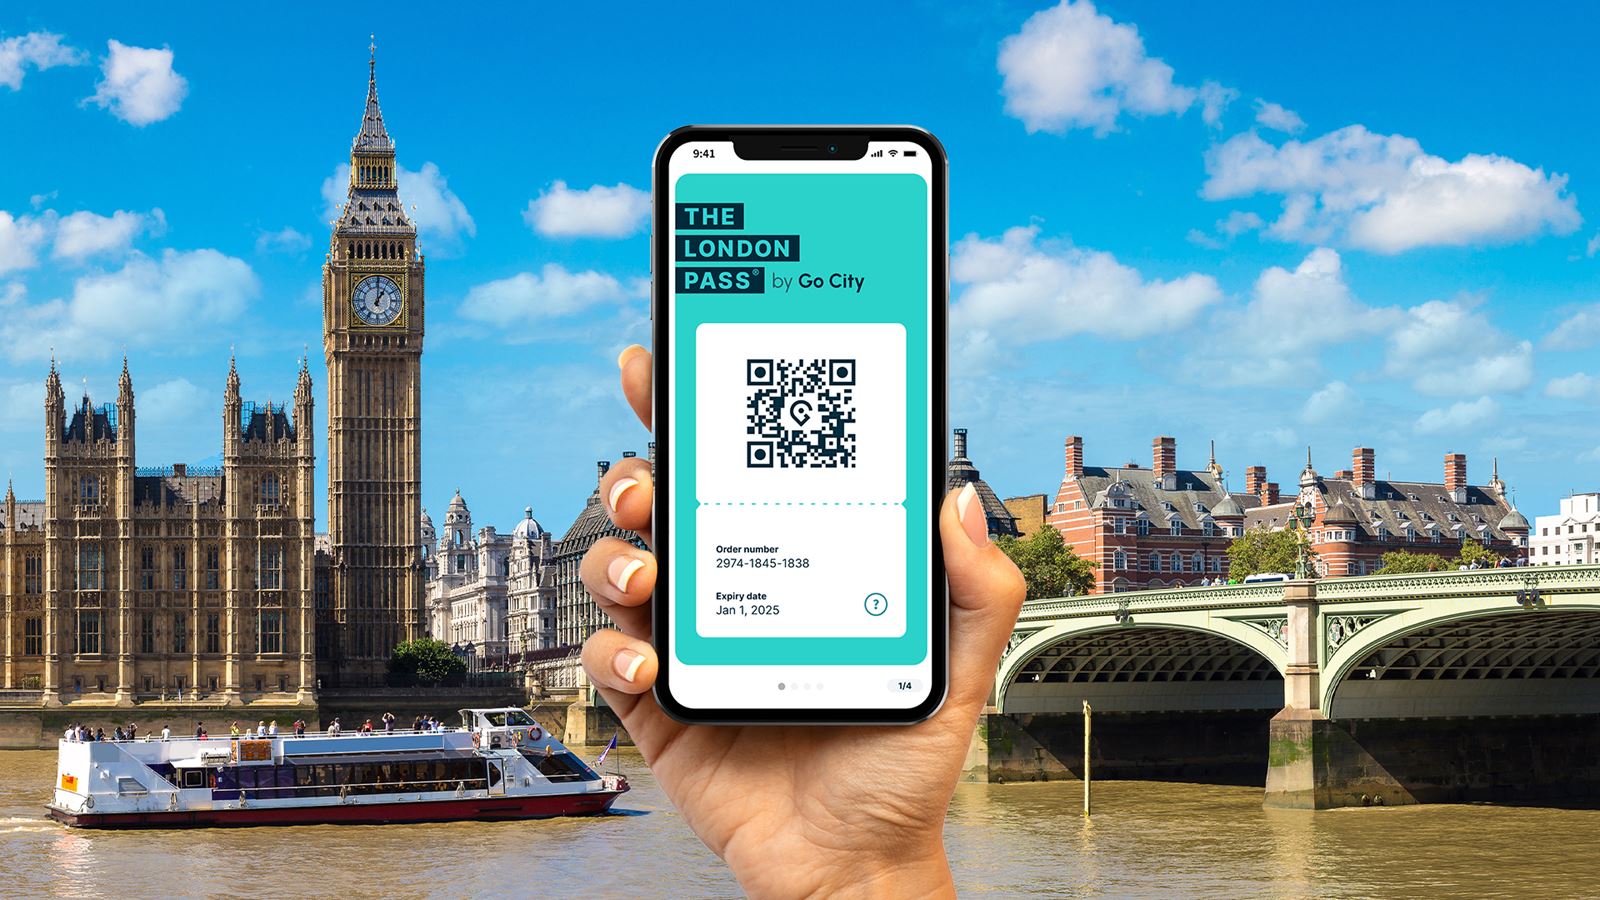 9:41
THE
LONDON
PASS® by Go City
Order number
2974-1845-1838
Expiry date
Jan 1, 2025
?
1/4